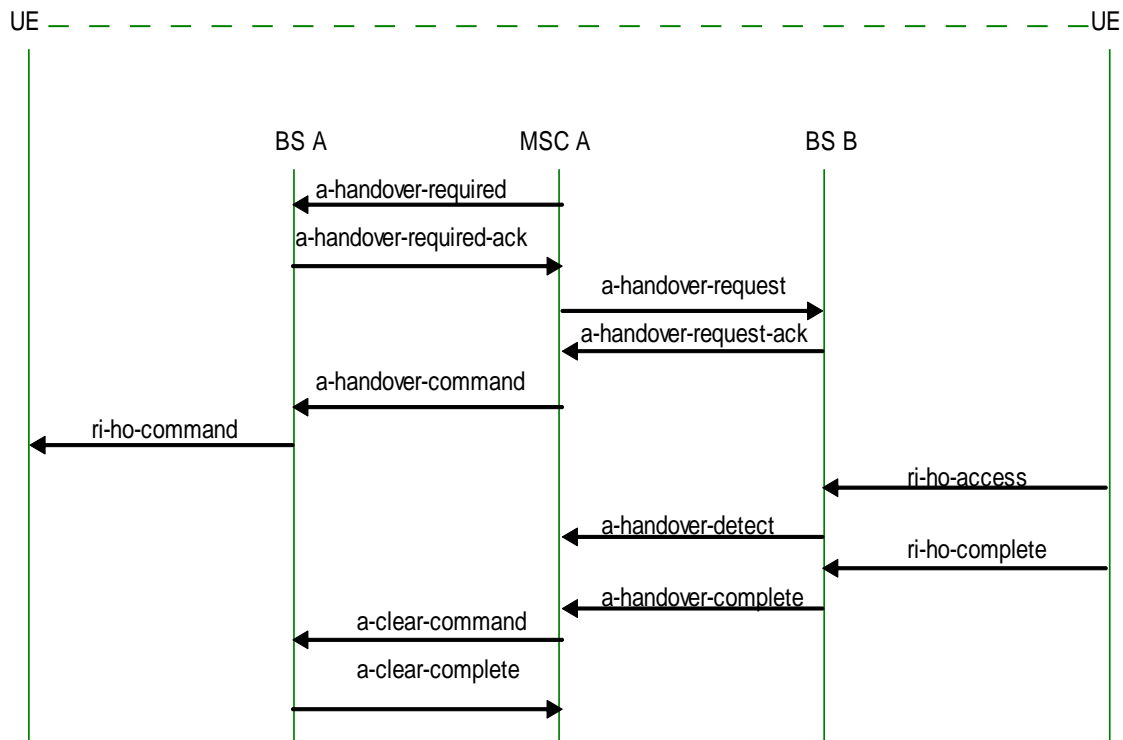 UE
UE
BS A
MSC A
BS B
a-handover-required
a-handover-required-ack
a-handover-request
a-handover-request-ack
a-handover-command
ri-ho-command
ri-ho-access
a-handover-detect
ri-ho-complete
a-handover-complete
a-clear-command
a-clear-complete